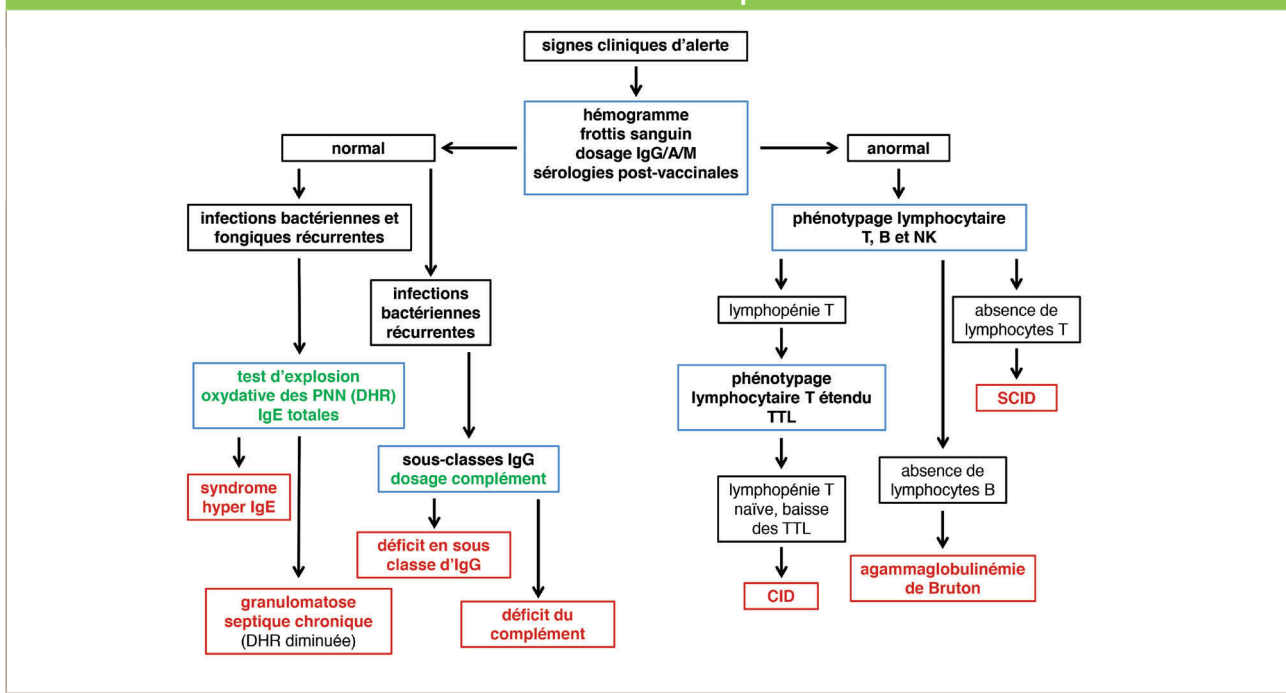 signes cliniques d'alerte
hémogramme
frottis sanguin
dosage IgG/A/M
sérologies post-vaccinales
normal
anormal
infections bactériennes et
fongiques récurrentes
phénotypage lymphocytaire
T, B et NK
infections
bactériennes
récurrentes
lymphopénie T
absence de
lymphocytes T
test d'explosion
oxydative des PNN (DHR)
IgE totales
phénotypage
lymphocytaire T étendu
TTL
SCID
sous-classes IgG
dosage complément
absence de
lymphocytes B
syndrome
hyper IgE
lymphopénie T
naïve, baisse
des TTL
déficit en sous
classe d'IgG
agammaglobulinémie
de Bruton
CID
granulomatose
septique chronique
(DHR diminuée)
déficit du
complément